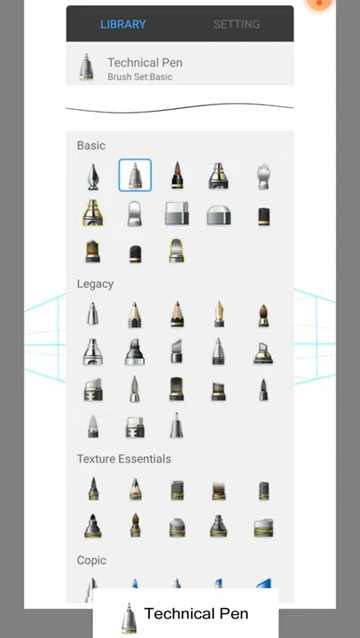 LIBRARY SETTING
Technical Pen
Brush Set:Basic
Basic
Legacy
Texture Essentials
Copic
Technical Pen